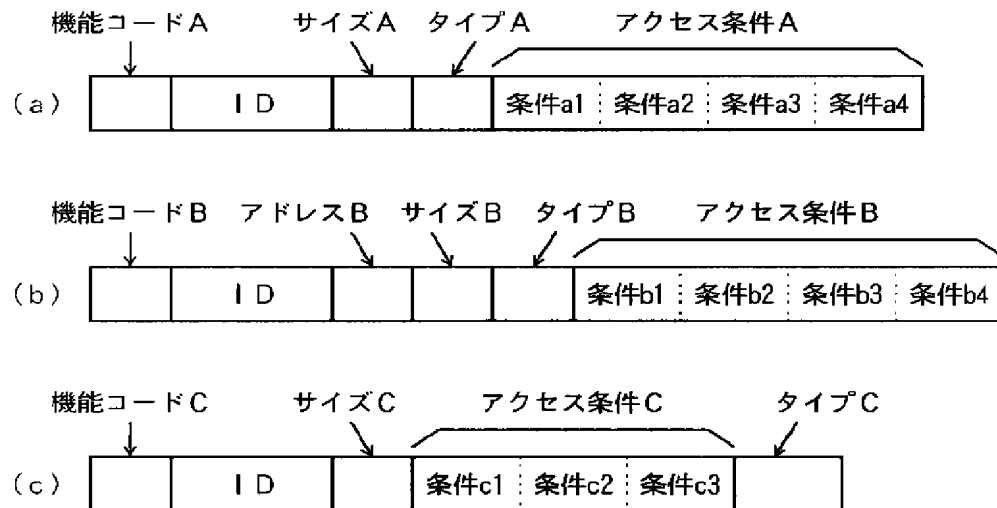 機能コードA サイズA タイプA アクセス条件A
(a) ID 条件a1 条件a2 条件a3 条件a4
機能コードB アドレスB サイズB タイプB アクセス条件B
(b) ID 条件b1 条件b2 条件b3 条件b4
機能コードC サイズC アクセス条件C タイプC
(c) ID 条件c1 条件c2 条件c3